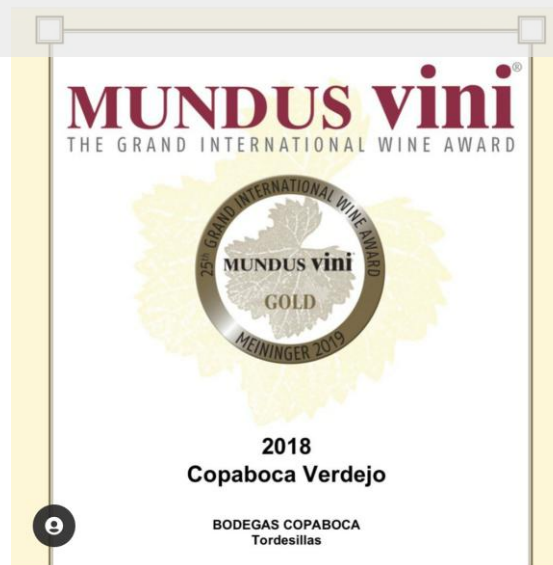 MUNDUS vini®
THE GRAND INTERNATIONAL WINE AWARD
25th GRAND INTERNATIONAL WINE AWARD
MUNDUS vini
GOLD
MEININGER 2019
2018
Copaboca Verdejo
BODEGAS COPABOCA
Tordesillas